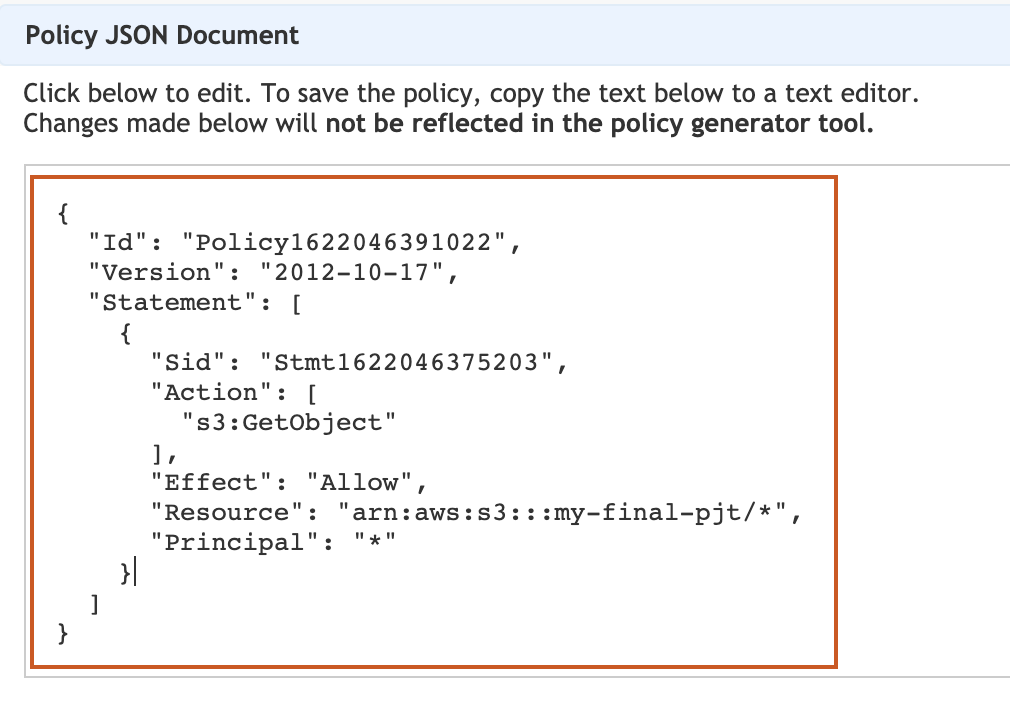 Policy JSON Document
Click below to edit. To save the policy, copy the text below to a text editor.
Changes made below will not be reflected in the policy generator tool.
{
  "Id": "Policy1622046391022",
  "Version": "2012-10-17",
  "Statement": [
    {
      "Sid": "Stmt1622046375203",
      "Action": [
        "s3:GetObject"
      ],
      "Effect": "Allow",
      "Resource": "arn:aws:s3:::my-final-pjt/*",
      "Principal": "*"
    }
  ]
}